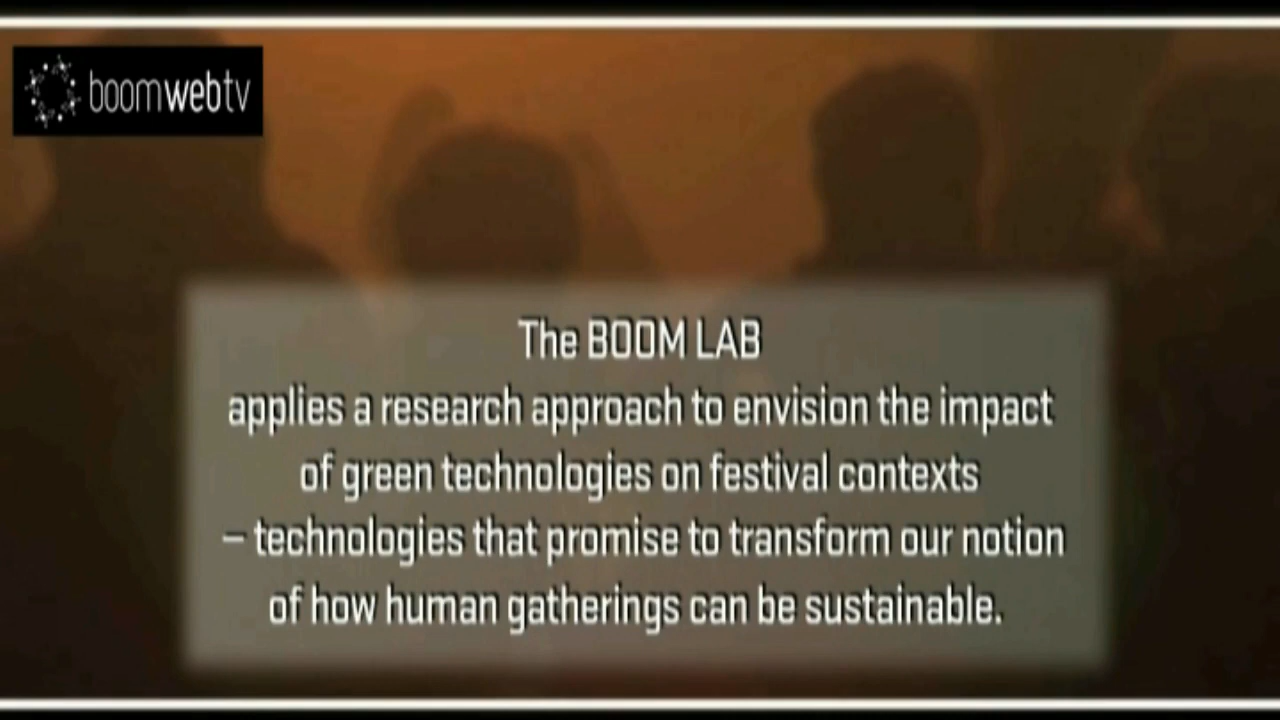 boomwebtv
The BOOM LAB
applies a research approach to envision the impact
of green technologies on festival contexts
– technologies that promise to transform our notion
of how human gatherings can be sustainable.